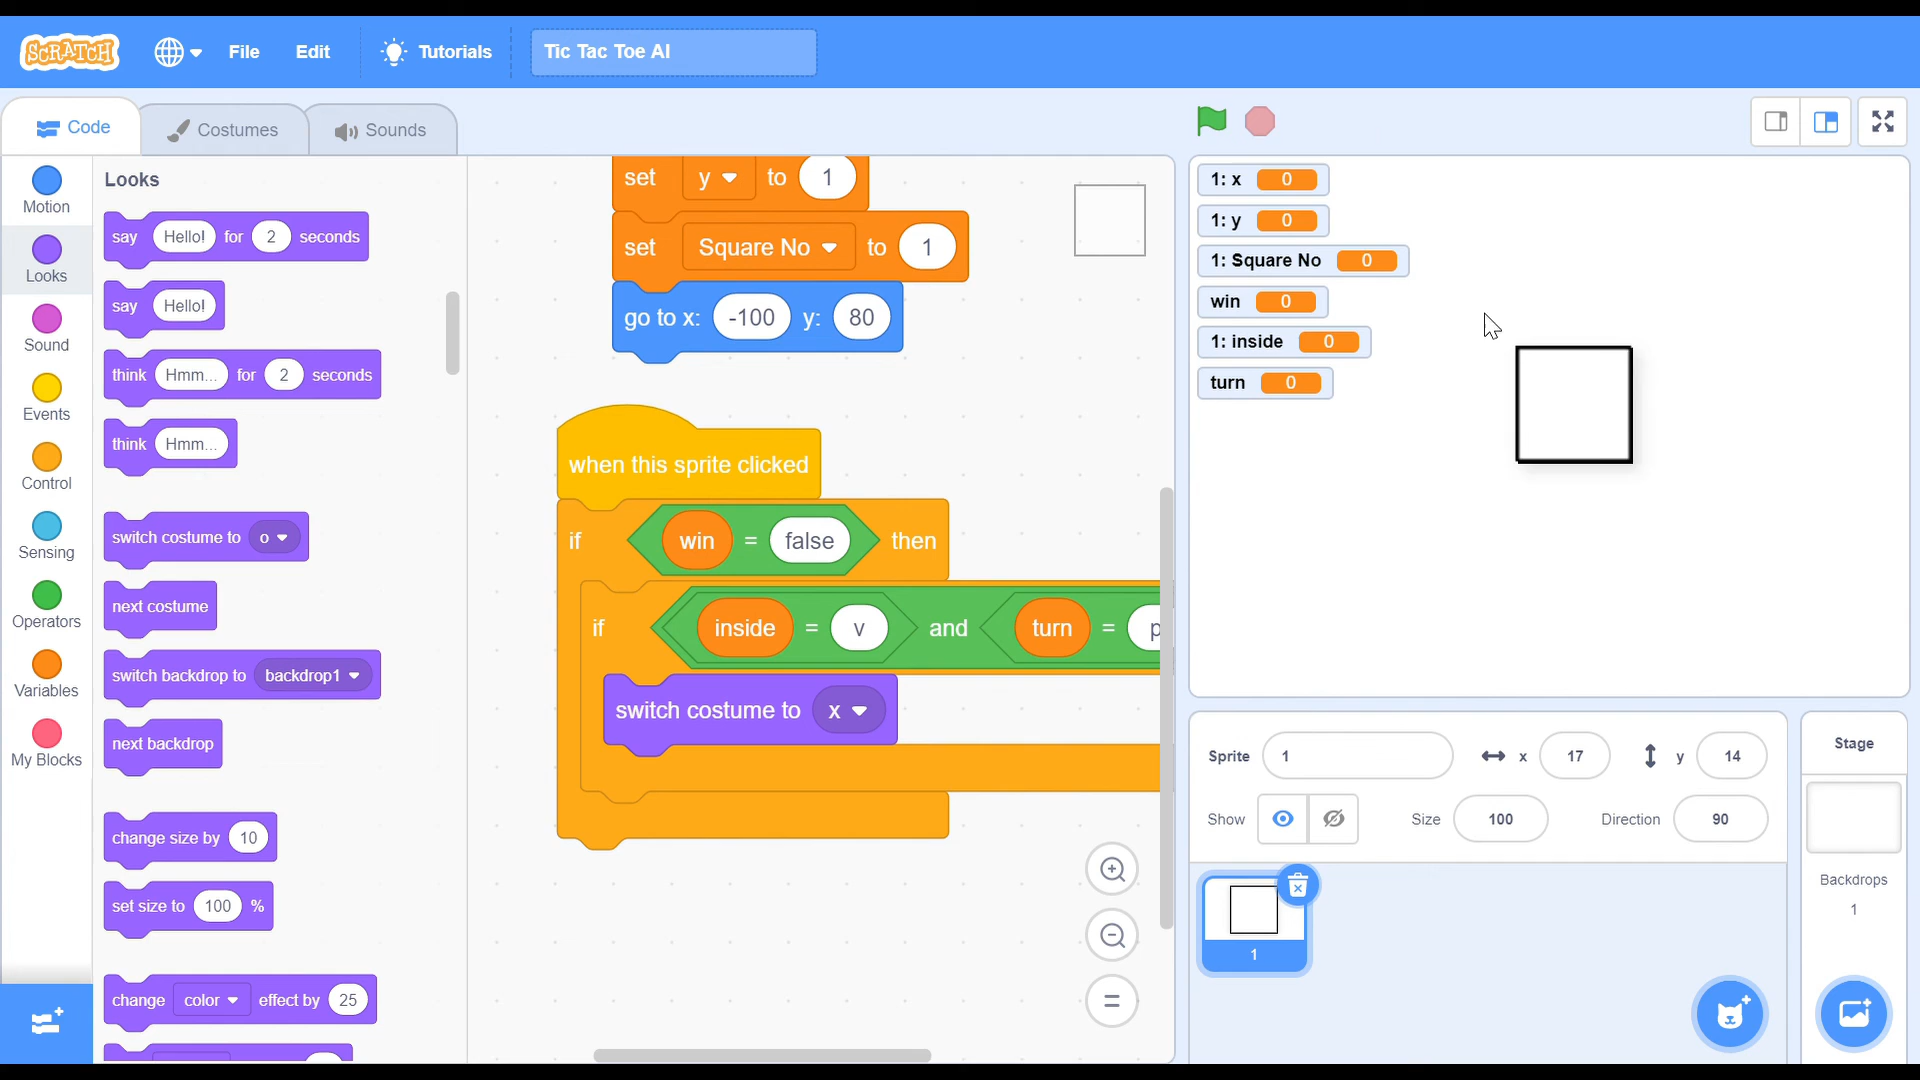 SCRATCH File Edit Tutorials Tic Tac Toe AI
Code Costumes Sounds
Motion
Looks
Sound
Events
Control
Sensing
Operators
Variables
My Blocks
Looks
say Hello! for 2 seconds
say Hello!
think Hmm... for 2 seconds
think Hmm...
switch costume to o
next costume
switch backdrop to backdrop1
next backdrop
change size by 10
set size to 100 %
change color effect by 25
set y to 1
set Square No to 1
go to x: -100 y: 80
when this sprite clicked
if win = false then
if inside = v and turn = p
switch costume to x
1: x 0
1: y 0
1: Square No 0
win 0
1: inside 0
turn 0
Sprite 1 x 17 y 14
Show Size 100 Direction 90
1
Stage
Backdrops
1